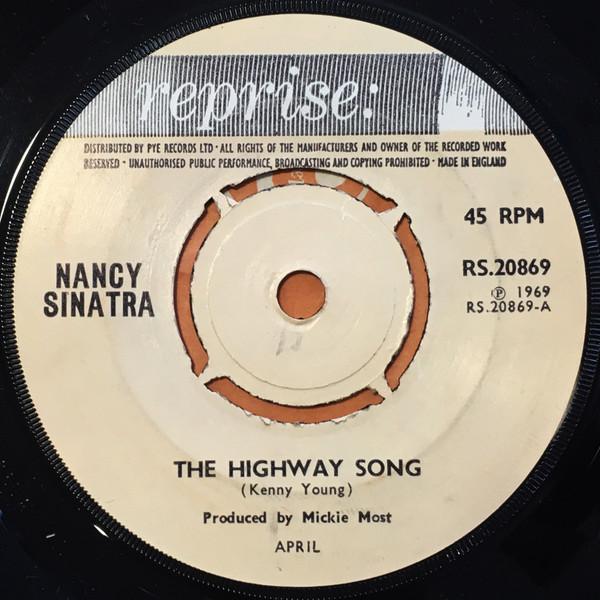 reprise:
DISTRIBUTED BY PYE RECORDS LTD · ALL RIGHTS OF THE MANUFACTURERS AND OWNER OF THE RECORDED WORK
RESERVED · UNAUTHORISED PUBLIC PERFORMANCE, BROADCASTING AND COPYING PROHIBITED · MADE IN ENGLAND
45 RPM
NANCY
SINATRA
RS.20869
Ⓟ 1969
RS.20869-A
THE HIGHWAY SONG
(Kenny Young)
Produced by Mickie Most
APRIL